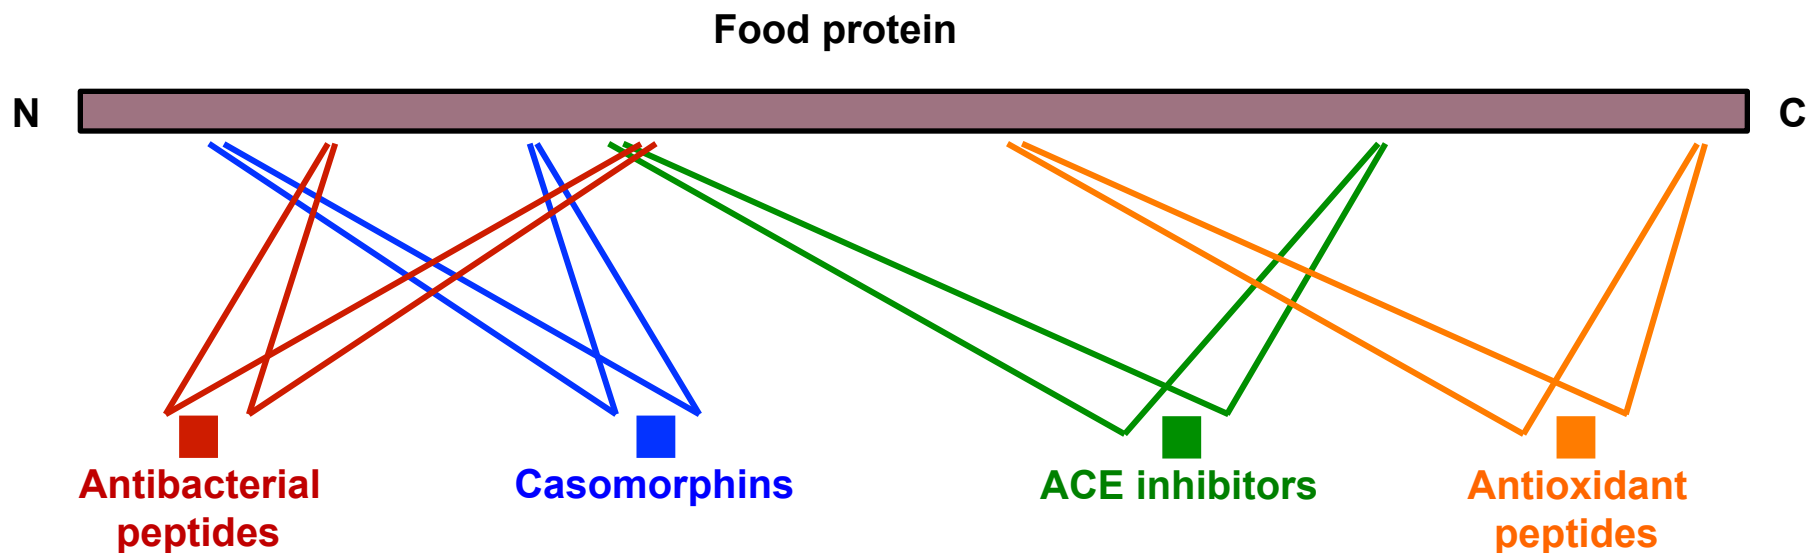 Food protein
N
C
Antibacterial
peptides
Casomorphins
ACE inhibitors
Antioxidant
peptides